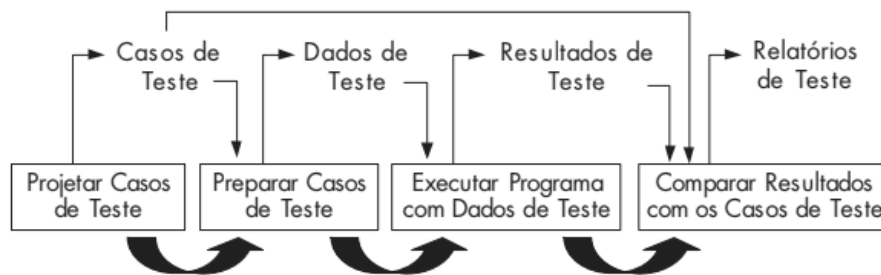 Casos de
Teste
Dados de
Teste
Resultados de
Teste
Relatórios
de Teste
Projetar Casos
de Teste
Preparar Casos
de Teste
Executar Programa
com Dados de Teste
Comparar Resultados
com os Casos de Teste